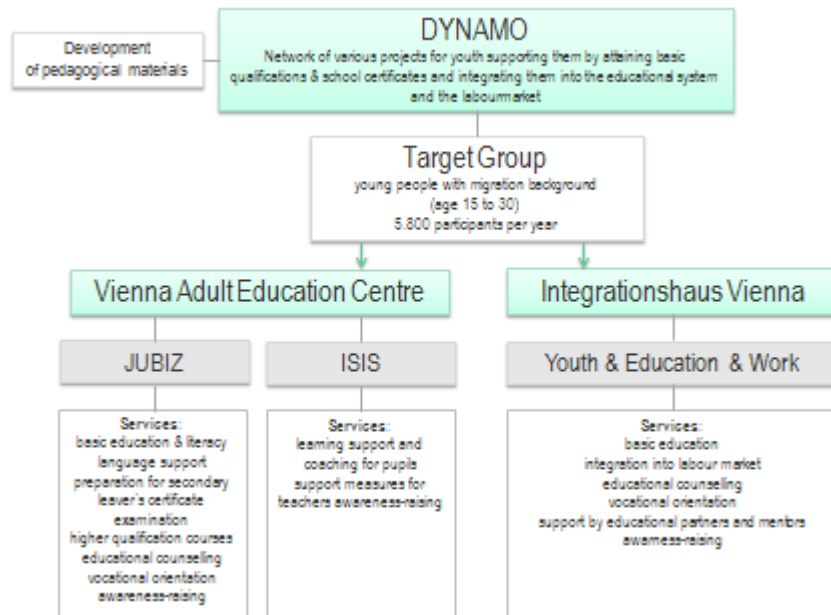 Development
of pedagogical materials
DYNAMO
Network of various projects for youth supporting them by attaining basic
qualifications & school certificates and integrating them into the educational system
and the labourmarket
Target Group
young people with migration background
(age 15 to 30)
5.800 participants per year
Vienna Adult Education Centre
Integrationshaus Vienna
JUBIZ
ISIS
Youth & Education & Work
Services:
basic education & literacy
language support
preparation for secondary
leaver´s certificate
examination
higher qualification courses
educational counseling
vocational orientation
awareness-raising
Services:
learning support and
coaching for pupils
support measures for
teachers awareness-raising
Services:
basic education
integration into labour market
educational counselling
vocational orientation
support by educational partners and mentors
awarness-raising